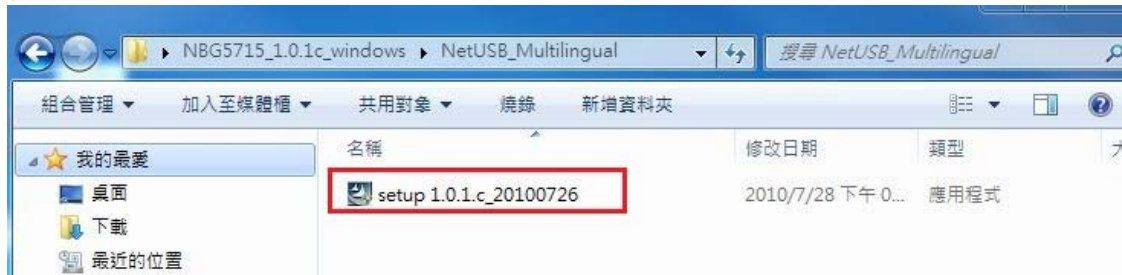 NBG5715_1.0.1c_windows NetUSB_Multilingual 搜尋 NetUSB_Multilingual
組合管理 加入至媒體櫃 共用對象 燒錄 新增資料夾
我的最愛 名稱 修改日期 類型
桌面 setup 1.0.1.c_20100726 2010/7/28 下午 0... 應用程式
下載
最近的位置